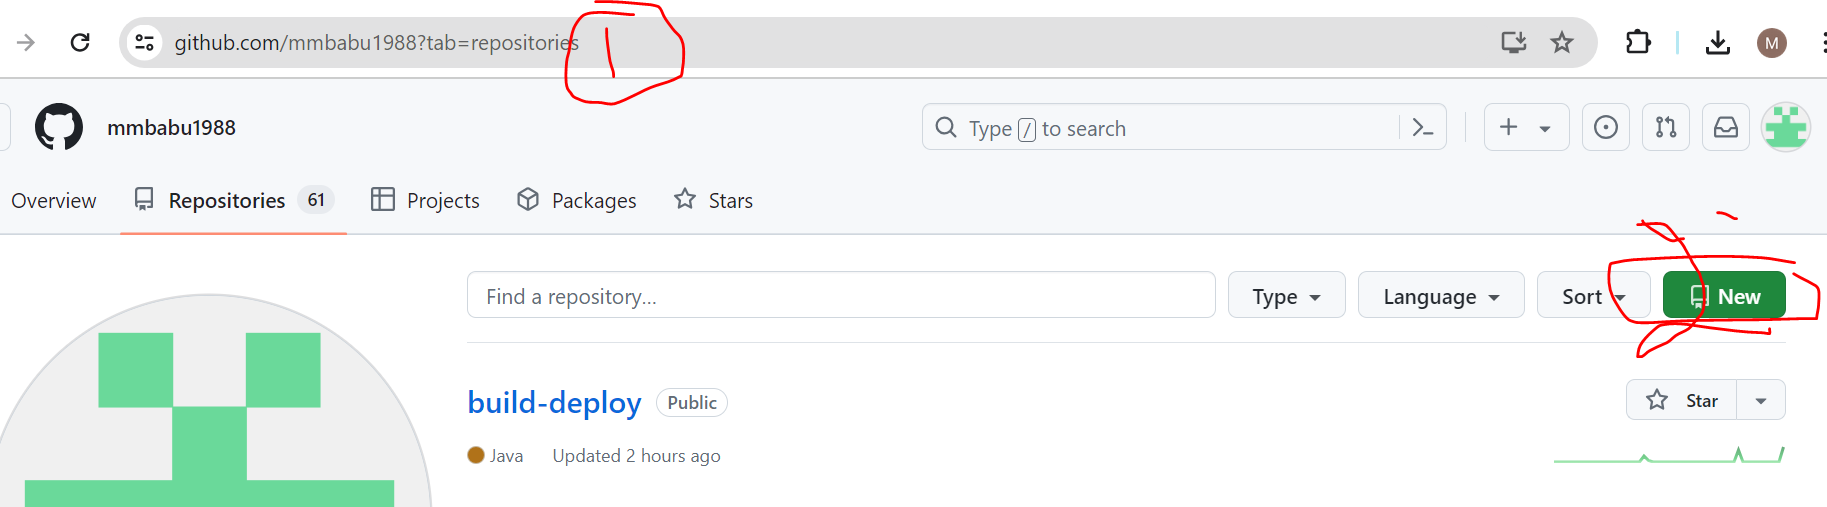 github.com/mmbabu1988?tab=repositories
1
M
mmbabu1988
Type / to search
Overview
Repositories 61
Projects
Packages
Stars
Find a repository...
Type
Language
Sort
New
build-deploy Public
Star
Java Updated 2 hours ago